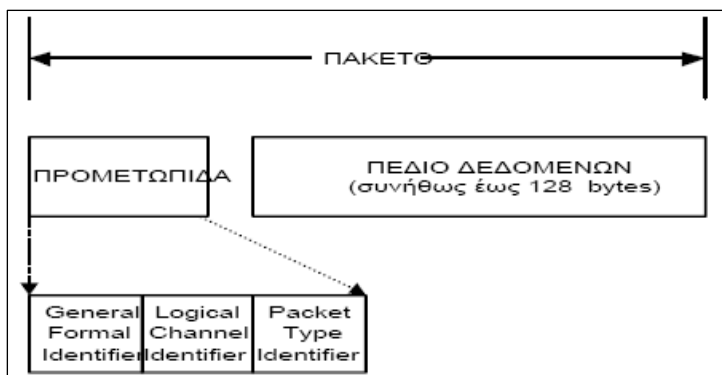 ΠΑΚΕΤΟ
ΠΡΟΜΕΤΩΠΙΔΑ
ΠΕΔΙΟ ΔΕΔΟΜΕΝΩΝ
(συνήθως έως 128 bytes)
General
Formal
Identifier
Logical
Channel
Identifier
Packet
Type
Identifier